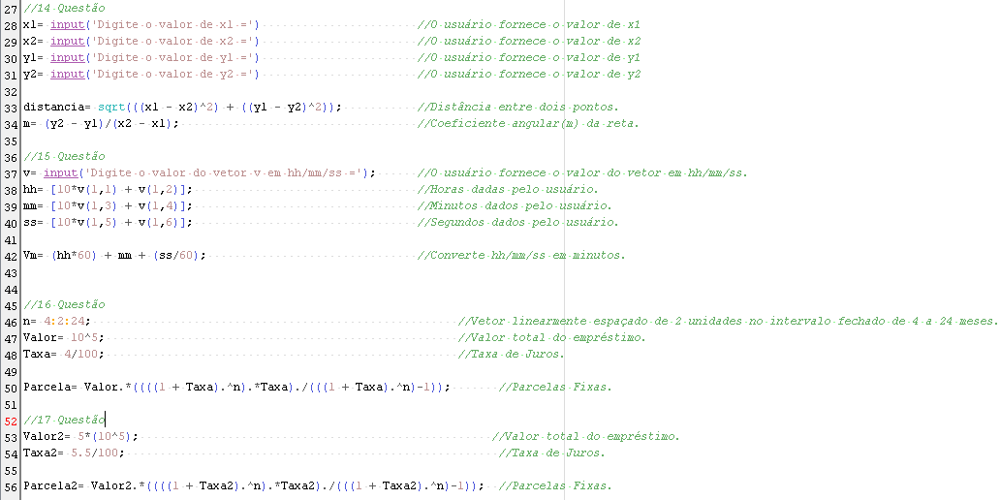 27 //14 Questão
28 x1= input('Digite o valor de x1 =') //O usuário fornece o valor de x1
29 x2= input('Digite o valor de x2 =') //O usuário fornece o valor de x2
30 y1= input('Digite o valor de y1 =') //O usuário fornece o valor de y1
31 y2= input('Digite o valor de y2 =') //O usuário fornece o valor de y2
32
33 distancia= sqrt(((x1 - x2)^2) + ((y1 - y2)^2)); //Distância entre dois pontos.
34 m= (y2 - y1)/(x2 - x1); //Coeficiente angular(m) da reta.
35
36 //15 Questão
37 v= input('Digite o valor do vetor v em hh/mm/ss ='); //O usuário fornece o valor do vetor em hh/mm/ss.
38 hh= [10*v(1,1) + v(1,2)]; //Horas dadas pelo usuário.
39 mm= [10*v(1,3) + v(1,4)]; //Minutos dados pelo usuário.
40 ss= [10*v(1,5) + v(1,6)]; //Segundos dados pelo usuário.
41
42 Vm= (hh*60) + mm + (ss/60); //Converte hh/mm/ss em minutos.
43
44
45 //16 Questão
46 n= 4:2:24; //Vetor linearmente espaçado de 2 unidades no intervalo fechado de 4 a 24 meses.
47 Valor= 10^5; //Valor total do empréstimo.
48 Taxa= 4/100; //Taxa de Juros.
49
50 Parcela= Valor.*((((1 + Taxa).^n).*Taxa)./(((1 + Taxa).^n)-1)); //Parcelas Fixas.
51
52 //17 Questão
53 Valor2= 5*(10^5); //Valor total do empréstimo.
54 Taxa2= 5.5/100; //Taxa de Juros.
55
56 Parcela2= Valor2.*((((1 + Taxa2).^n).*Taxa2)./(((1 + Taxa2).^n)-1)); //Parcelas Fixas.